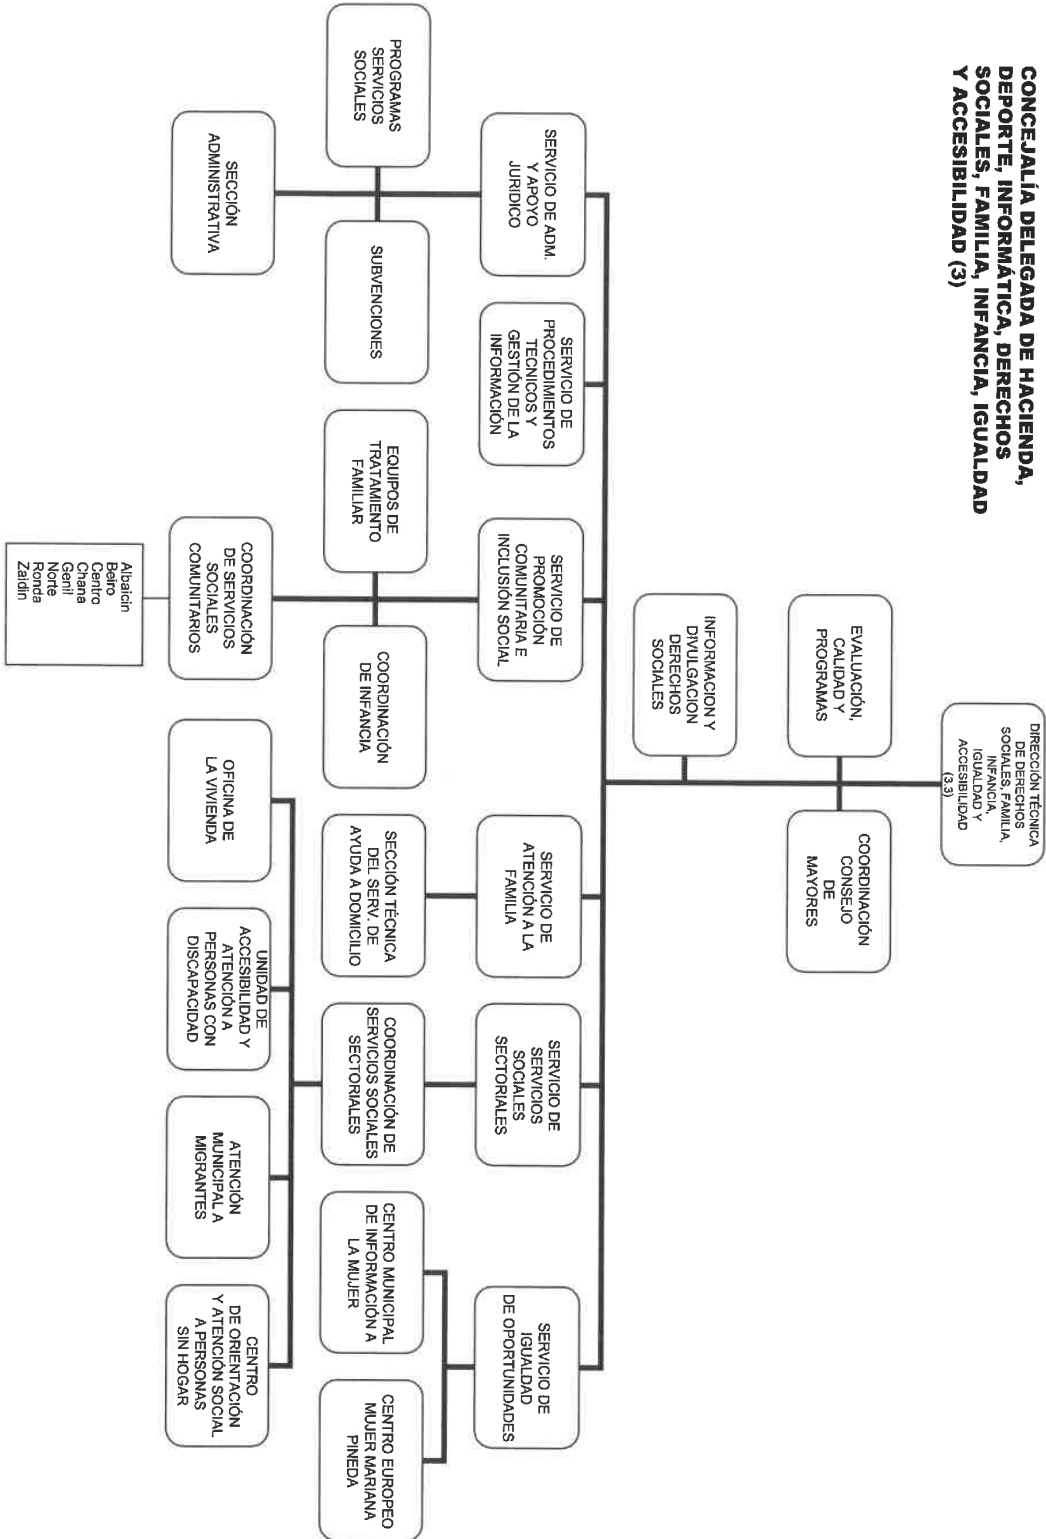 CONCEJALÍA DELEGADA DE HACIENDA,
DEPORTE, INFORMÁTICA, DERECHOS
SOCIALES, FAMILIA, INFANCIA, IGUALDAD
Y ACCESIBILIDAD (3)
DIRECCIÓN TÉCNICA
DE DERECHOS
SOCIALES, FAMILIA,
INFANCIA,
IGUALDAD Y
ACCESIBILIDAD
(3.3)
EVALUACIÓN,
CALIDAD Y
PROGRAMAS
COORDINACIÓN
CONSEJO
DE
MAYORES
INFORMACION Y
DIVULGACION
DERECHOS
SOCIALES
SERVICIO DE ADM.
Y APOYO
JURIDICO
SERVICIO DE
PROCEDIMIENTOS
TECNICOS Y
GESTIÓN DE LA
INFORMACIÓN
SERVICIO DE
PROMOCIÓN
COMUNITARIA E
INCLUSIÓN SOCIAL
SERVICIO DE
ATENCIÓN A LA
FAMILIA
SERVICIO DE
SERVICIOS
SOCIALES
SECTORIALES
SERVICIO DE
IGUALDAD
DE OPORTUNIDADES
PROGRAMAS
SERVICIOS
SOCIALES
SUBVENCIONES
EQUIPOS DE
TRATAMIENTO
FAMILIAR
COORDINACIÓN
DE INFANCIA
SECCIÓN TÉCNICA
DEL SERV. DE
AYUDA A DOMICILIO
COORDINACIÓN DE
SERVICIOS SOCIALES
SECTORIALES
CENTRO MUNICIPAL
DE INFORMACIÓN A
LA MUJER
CENTRO EUROPEO
MUJER MARIANA
PINEDA
SECCIÓN
ADMINISTRATIVA
COORDINACIÓN
DE SERVICIOS
SOCIALES
COMUNITARIOS
OFICINA DE
LA VIVIENDA
UNIDAD DE
ACCESIBILIDAD Y
ATENCIÓN A
PERSONAS CON
DISCAPACIDAD
ATENCIÓN
MUNICIPAL A
MIGRANTES
CENTRO
DE ORIENTACIÓN
Y ATENCIÓN SOCIAL
A PERSONAS
SIN HOGAR
Albaicin
Beiro
Centro
Chana
Genil
Norte
Ronda
Zaidin